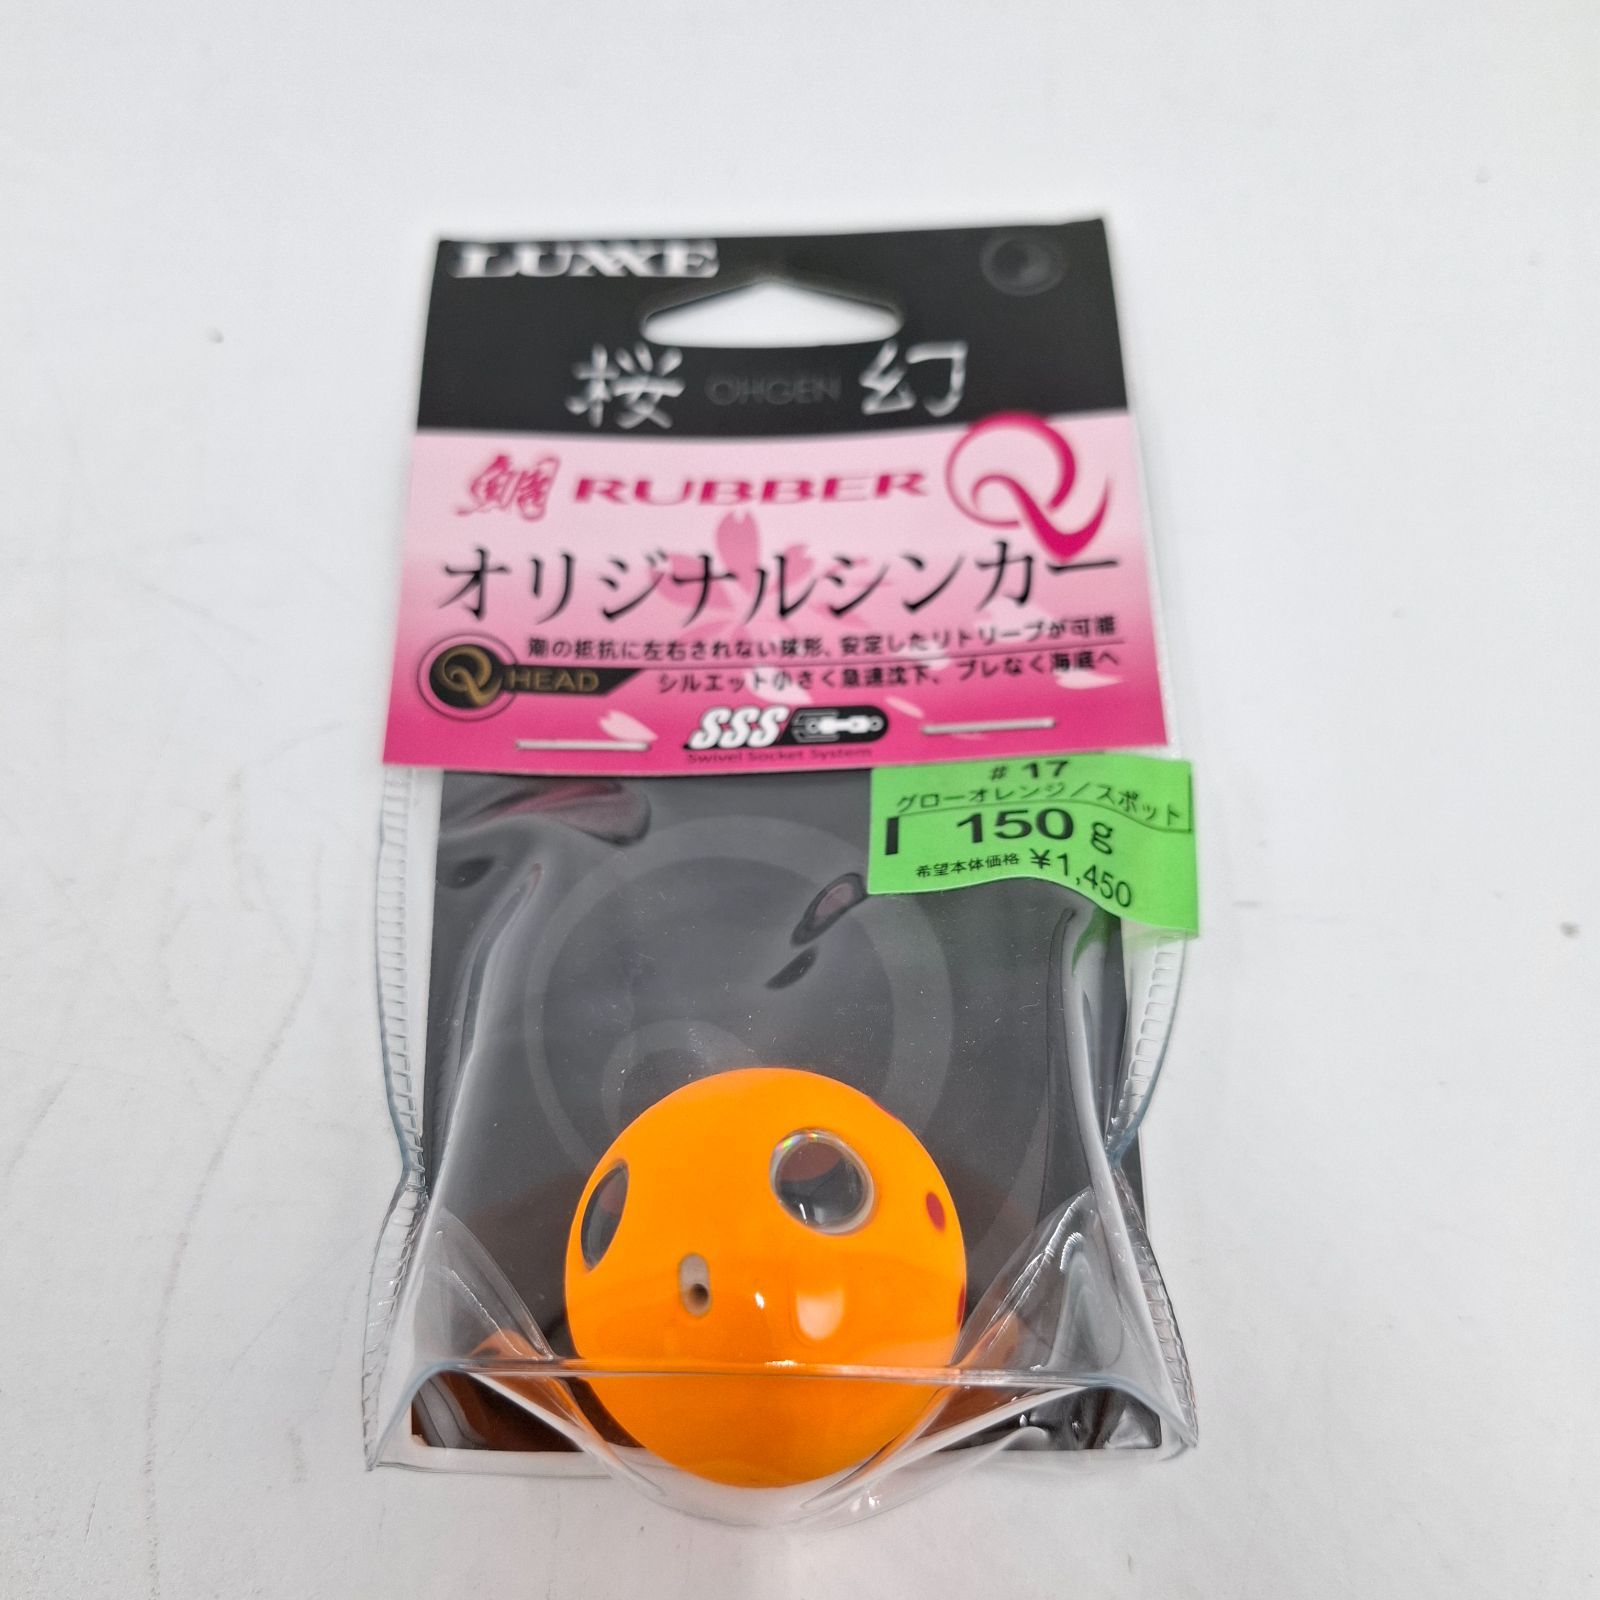 LUXXE
桜 OHGEN 幻
鯛 RUBBER Q
オリジナルシンカー
潮の抵抗に左右されない球形、安定したリトリーブが可能
Q HEAD
シルエット小さく急速沈下、ブレなく海底へ
SSS
Swivel Socket System
# 17
グローオレンジ/スポット
150 g
希望本体価格 ¥1,450